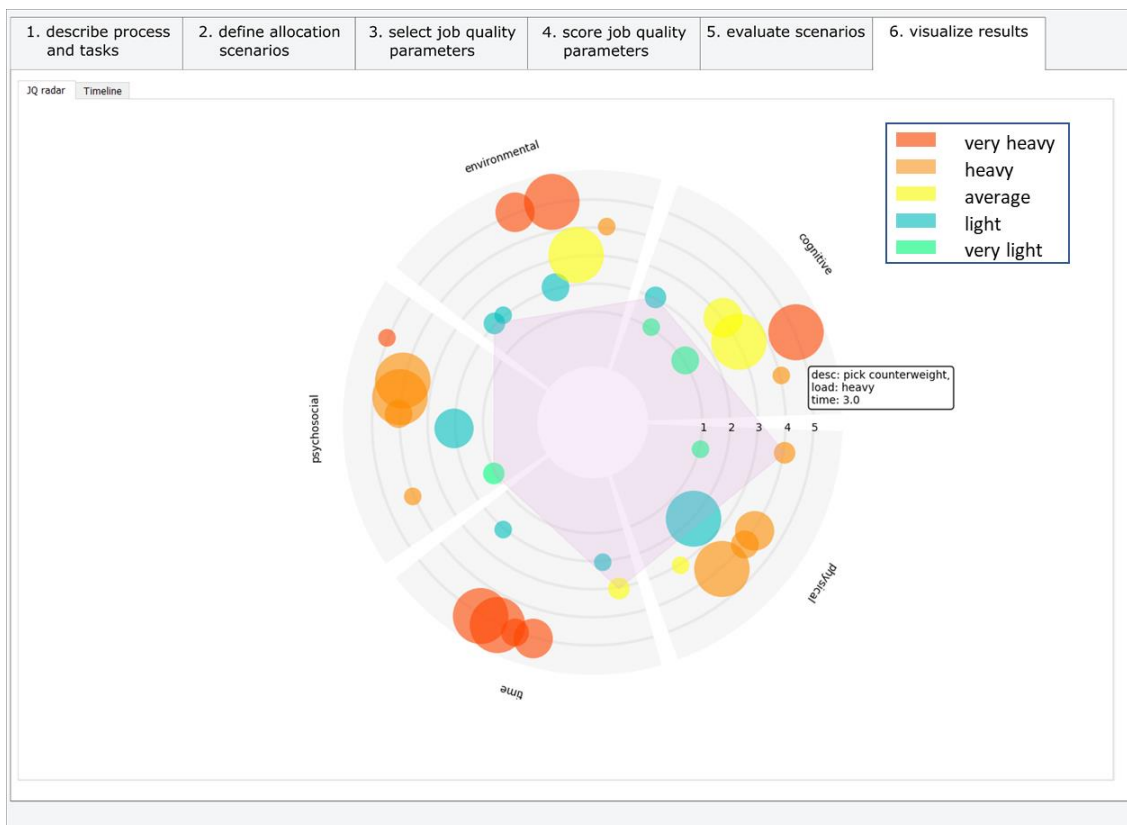 1. describe process
and tasks
2. define allocation
scenarios
3. select job quality
parameters
4. score job quality
parameters
5. evaluate scenarios
6. visualize results
JQ radar
Timeline
very heavy
heavy
average
light
very light
environmental
cognitive
desc: pick counterweight,
load: heavy
time: 3.0
psychosocial
1 2 3 4 5
physical
time